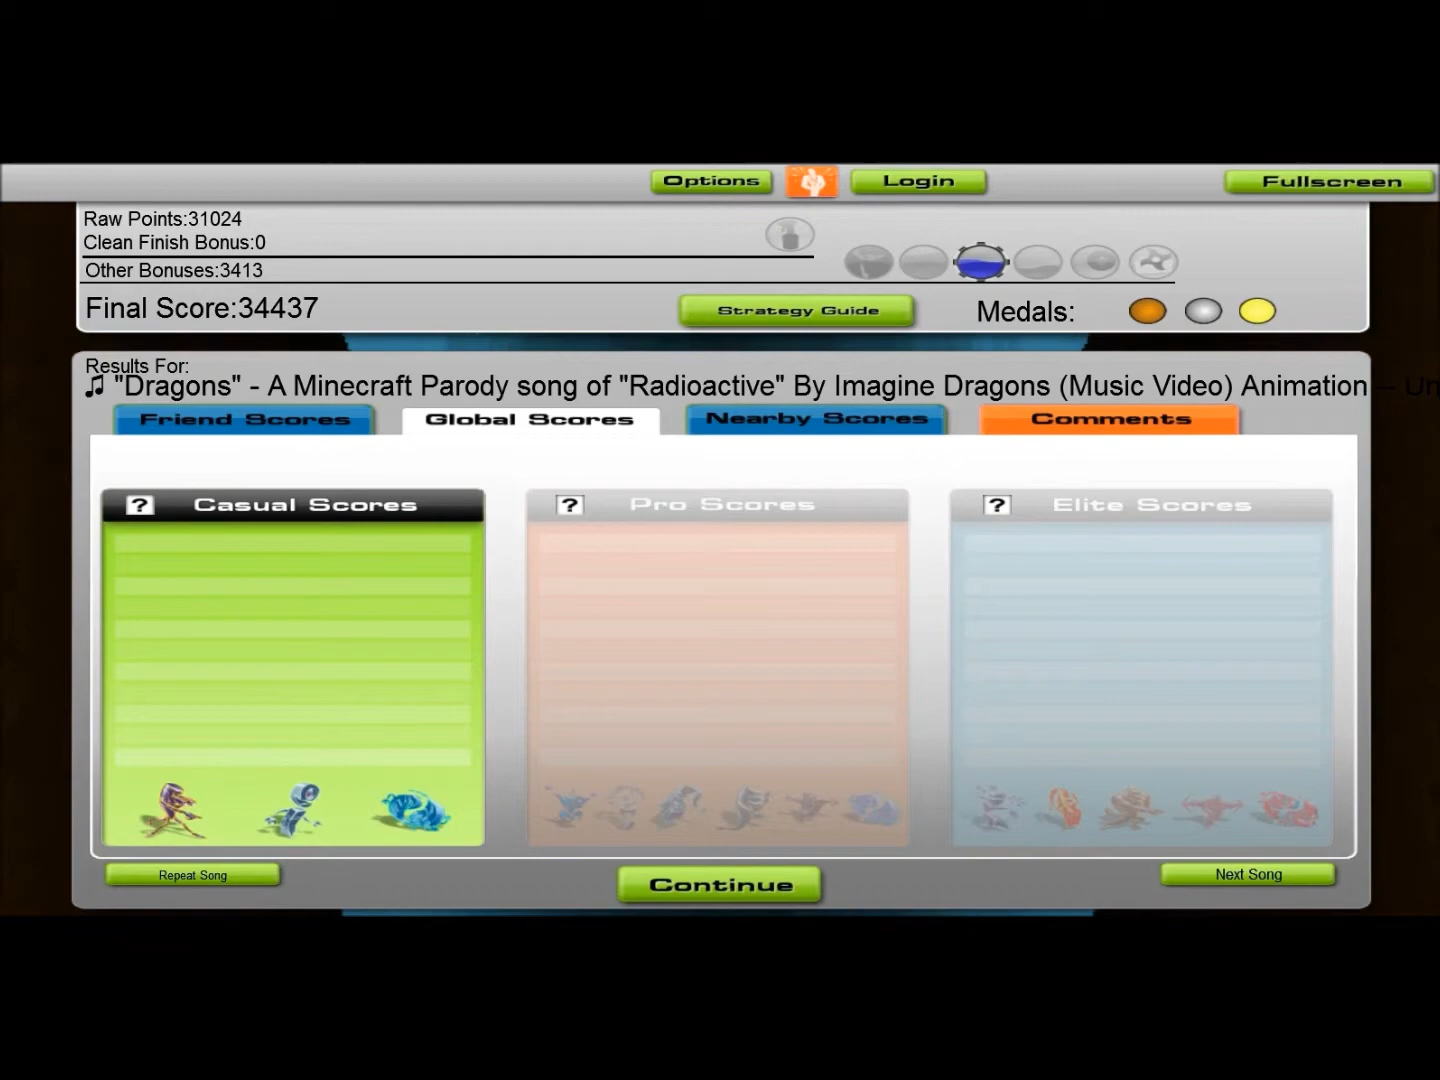 Options
Login
Fullscreen
Raw Points:31024
Clean Finish Bonus:0
Other Bonuses:3413
Final Score:34437
Strategy Guide
Medals:
Results For:
♫ "Dragons" - A Minecraft Parody song of "Radioactive" By Imagine Dragons (Music Video) Animation – Un
Friend Scores
Global Scores
Nearby Scores
Comments
? Casual Scores
? Pro Scores
? Elite Scores
Repeat Song
Continue
Next Song